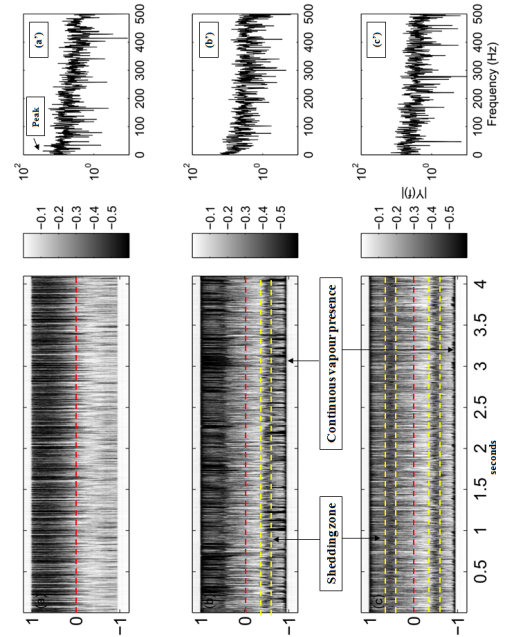 1
0
−1
(a)
−0.1
−0.2
−0.3
−0.4
−0.5
10²
10⁰
Peak
(a')
0 100 200 300 400 500
1
0
−1
(b)
−0.1
−0.2
−0.3
−0.4
−0.5
10²
10⁰
(b')
0 100 200 300 400 500
Shedding zone
Continuous vapour presence
1
0
−1
(c)
0.5 1 1.5 2 2.5 3 3.5 4
seconds
−0.1
−0.2
−0.3
−0.4
−0.5
|Y(f)|
10²
10⁰
(c')
0 100 200 300 400 500
Frequency (Hz)